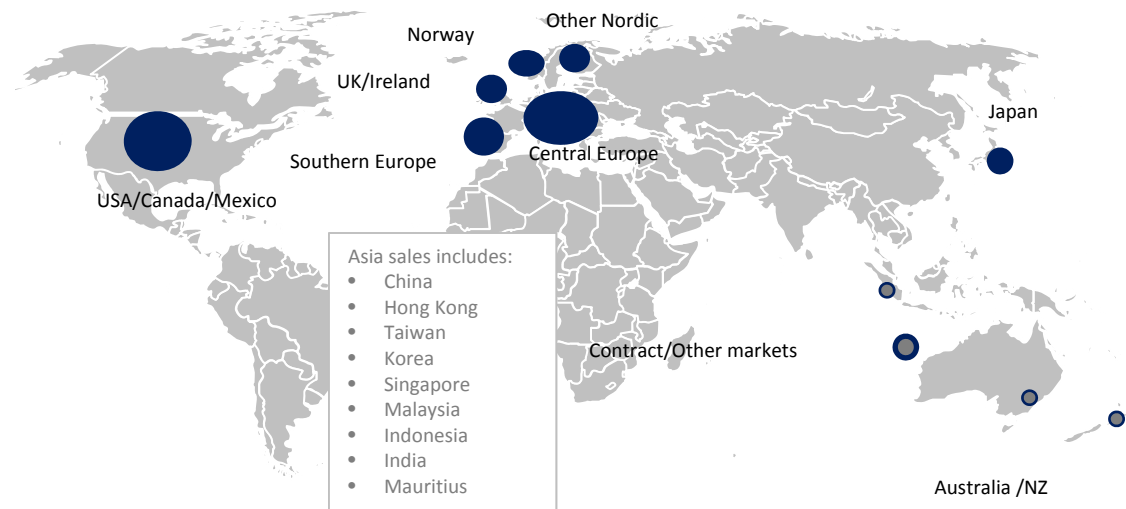 Other Nordic
Norway
UK/Ireland
Japan
Southern Europe
Central Europe
USA/Canada/Mexico
Asia sales includes:
• China
• Hong Kong
• Taiwan
• Korea
• Singapore
• Malaysia
• Indonesia
• India
• Mauritius
Contract/Other markets
Australia /NZ